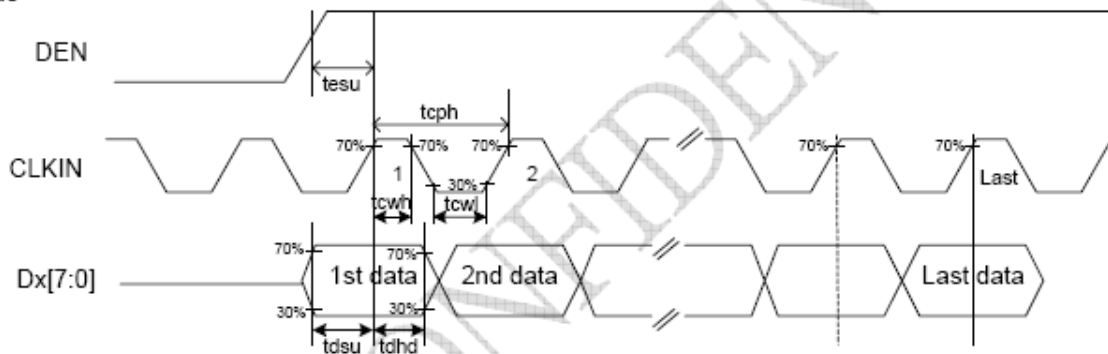 DEN
tesu
tcph
CLKIN
70% 70% 70% 70% 70%
1 2 Last
30%
tcwh tcwl
Dx[7:0]
70% 70%
1st data 2nd data Last data
30% 30%
tdsu tdhd